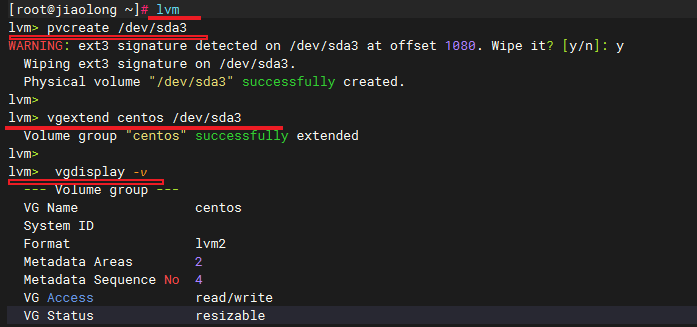 [root@jiaolong ~]# lvm
lvm> pvcreate /dev/sda3
WARNING: ext3 signature detected on /dev/sda3 at offset 1080. Wipe it? [y/n]: y
  Wiping ext3 signature on /dev/sda3.
  Physical volume "/dev/sda3" successfully created.
lvm>
lvm> vgextend centos /dev/sda3
  Volume group "centos" successfully extended
lvm>
lvm>  vgdisplay -v
  --- Volume group ---
  VG Name               centos
  System ID
  Format                lvm2
  Metadata Areas        2
  Metadata Sequence No  4
  VG Access             read/write
  VG Status             resizable